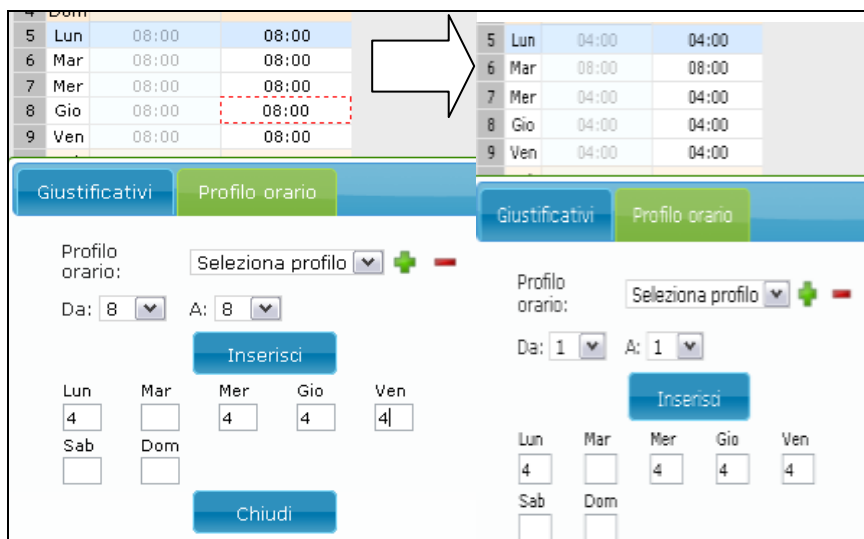 4 Dom
5 Lun 08:00 08:00
6 Mar 08:00 08:00
7 Mer 08:00 08:00
8 Gio 08:00 08:00
9 Ven 08:00 08:00
Giustificativi Profilo orario
Profilo
orario: Seleziona profilo
Da: 8 A: 8
Inserisci
Lun Mar Mer Gio Ven
4 4 4 4
Sab Dom
Chiudi
5 Lun 04:00 04:00
6 Mar 08:00 08:00
7 Mer 04:00 04:00
8 Gio 04:00 04:00
9 Ven 04:00 04:00
Giustificativi Profilo orario
Profilo
orario: Seleziona profilo
Da: 1 A: 1
Inserisci
Lun Mar Mer Gio Ven
4 4 4 4
Sab Dom